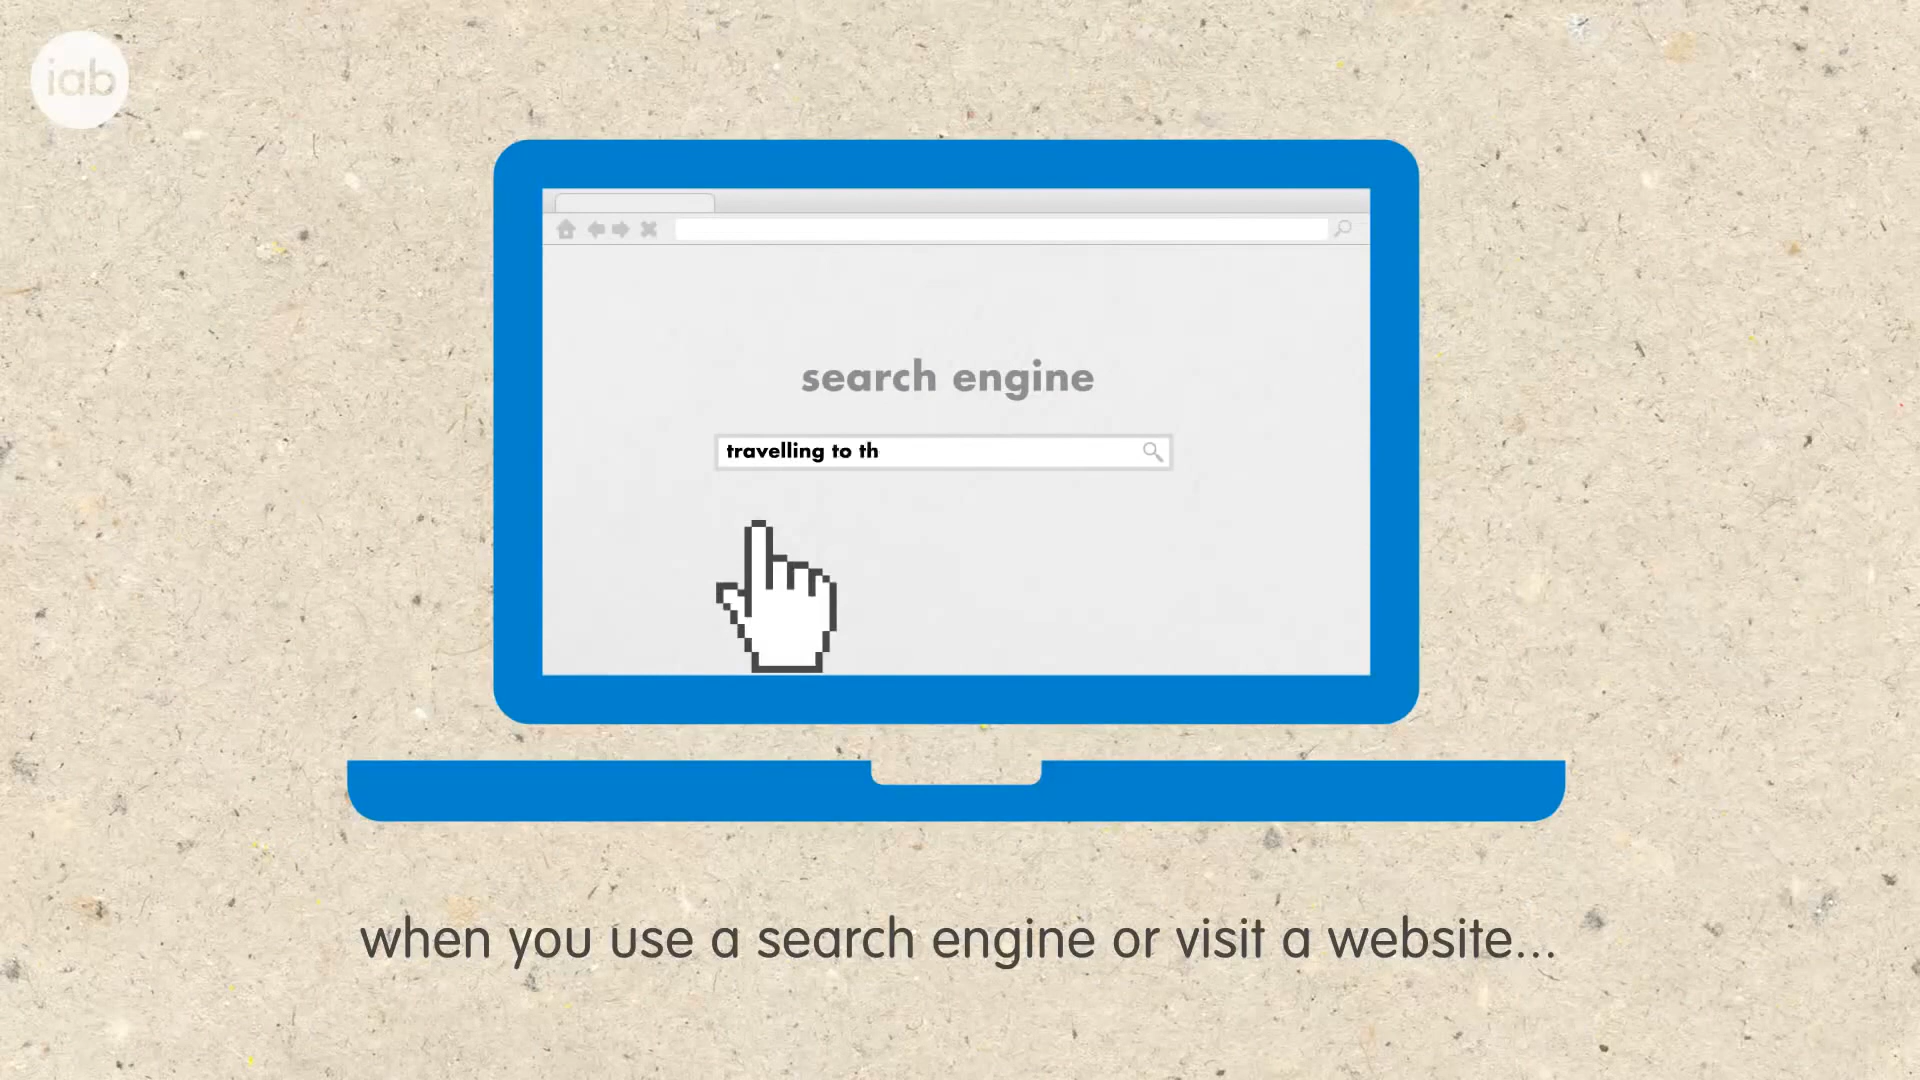 iab
search engine
travelling to th
when you use a search engine or visit a website...